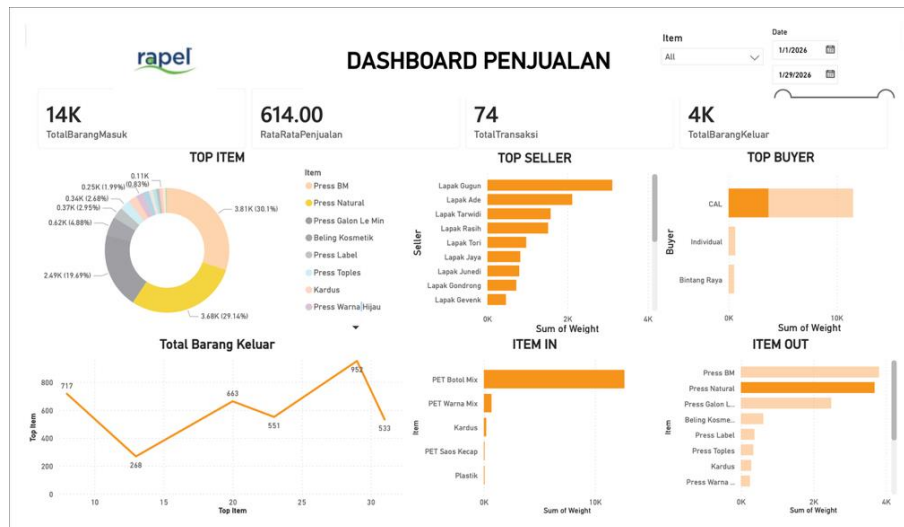 rapel
DASHBOARD PENJUALAN
Item
All
Date
1/1/2026
1/29/2026
14K
TotalBarangMasuk
614.00
RataRataPenjualan
74
TotalTransaksi
4K
TotalBarangKeluar
TOP ITEM
0.11K
(0.83%)
0.25K (1.99%)
0.34K (2.68%)
0.37K (2.95%)
0.62K (4.88%)
2.49K (19.69%)
3.81K (30.1%)
3.68K (29.14%)
Item
Press BM
Press Natural
Press Galon Le Min
Beling Kosmetik
Press Label
Press Toples
Kardus
Press Warna Hijau
TOP SELLER
Seller
Lapak Gugun
Lapak Ade
Lapak Tarwidi
Lapak Rasih
Lapak Tori
Lapak Jaya
Lapak Junedi
Lapak Gondrong
Lapak Gevenk
0K 2K 4K
Sum of Weight
TOP BUYER
Buyer
CAL
Individual
Bintang Raya
0K 10K
Sum of Weight
Total Barang Keluar
Top Item
800
600
400
200
0
717
268
663
551
952
533
10 15 20 25 30
Top Item
ITEM IN
Item
PET Botol Mix
PET Warna Mix
Kardus
PET Saos Kecap
Plastik
0K 10K
Sum of Weight
ITEM OUT
Item
Press BM
Press Natural
Press Galon L...
Beling Kosme...
Press Label
Press Toples
Kardus
Press Warna ...
0K 2K 4K
Sum of Weight